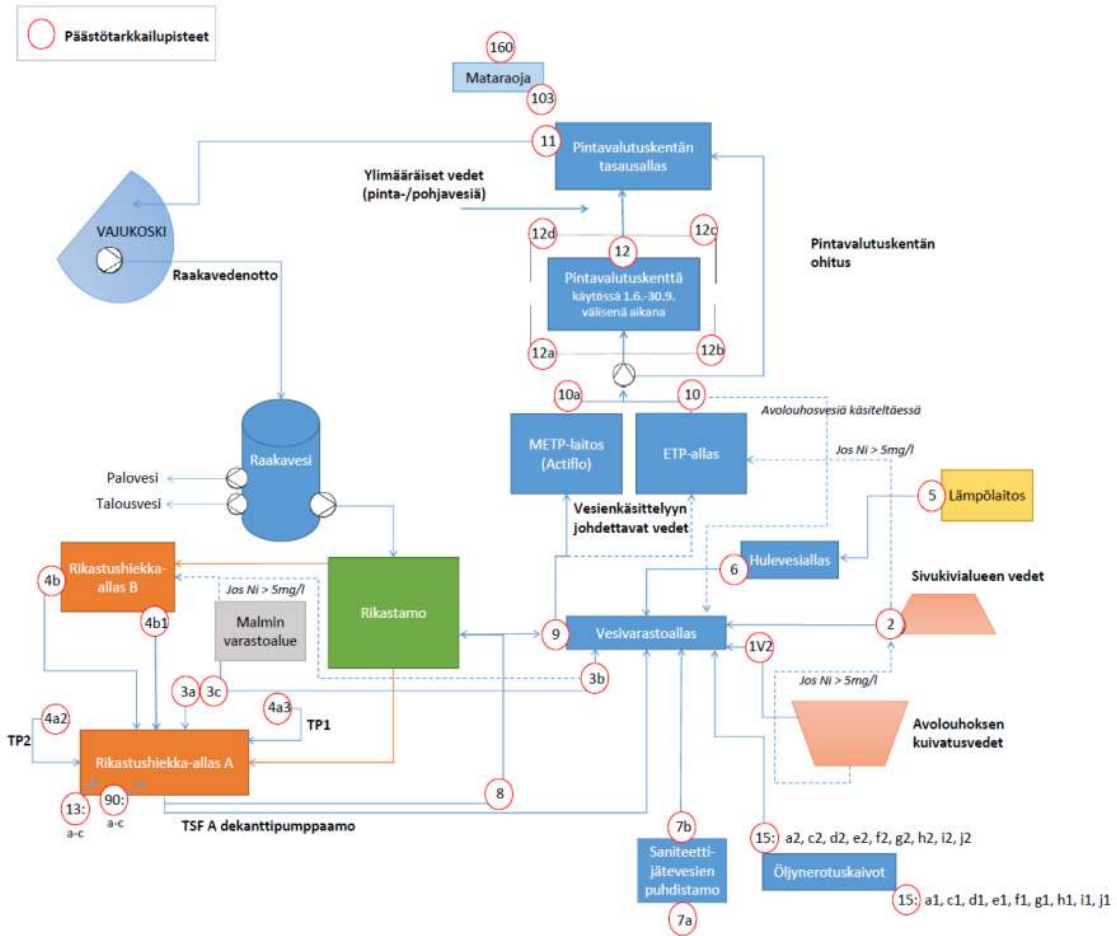 Päästötarkkailupisteet
160
Mataraoja
103
11
Pintavalutuskentän
tasausallas
Ylimääräiset vedet
(pinta-/pohjavesiä)
12d
12c
12
VAJUKOSKI
Raakavedenotto
Pintavalutuskentän
ohitus
Pintavalutuskenttä
käytössä 1.6.-30.9.
välisenä aikana
12a
12b
10a
10
Avolouhosvesiä käsiteltäessä
METP-laitos
(Actiflo)
ETP-allas
Jos Ni > 5mg/l
Raakavesi
Palovesi
Talousvesi
Vesienkäsittelyyn
johdettavat vedet
5
Lämpölaitos
Rikastushiekka-
allas B
4b
4b1
Jos Ni > 5mg/l
Malmin
varastoalue
Rikastamo
6
Hulevesiallas
Sivukivialueen vedet
9
Vesivarastoallas
2
1V2
3a
3c
3b
Jos Ni > 5mg/l
4a2
4a3
TP2
TP1
Rikastushiekka-allas A
Avolouhoksen
kuivatusvedet
13:
a-c
90:
a-c
8
TSF A dekanttipumppaamo
7b
Saniteetti-
jätevesien
puhdistamo
7a
15: a2, c2, d2, e2, f2, g2, h2, i2, j2
Öljynerotuskaivot
15: a1, c1, d1, e1, f1, g1, h1, i1, j1